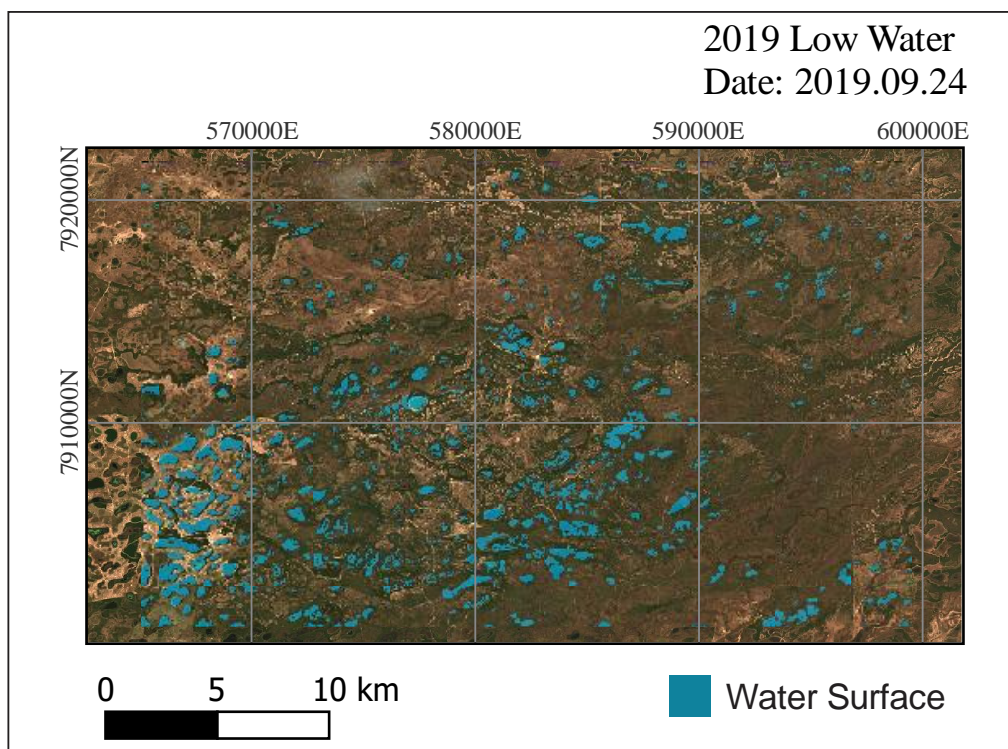 2019 Low Water
Date: 2019.09.24
570000E 580000E 590000E 600000E
7920000N
7910000N
0 5 10 km
Water Surface